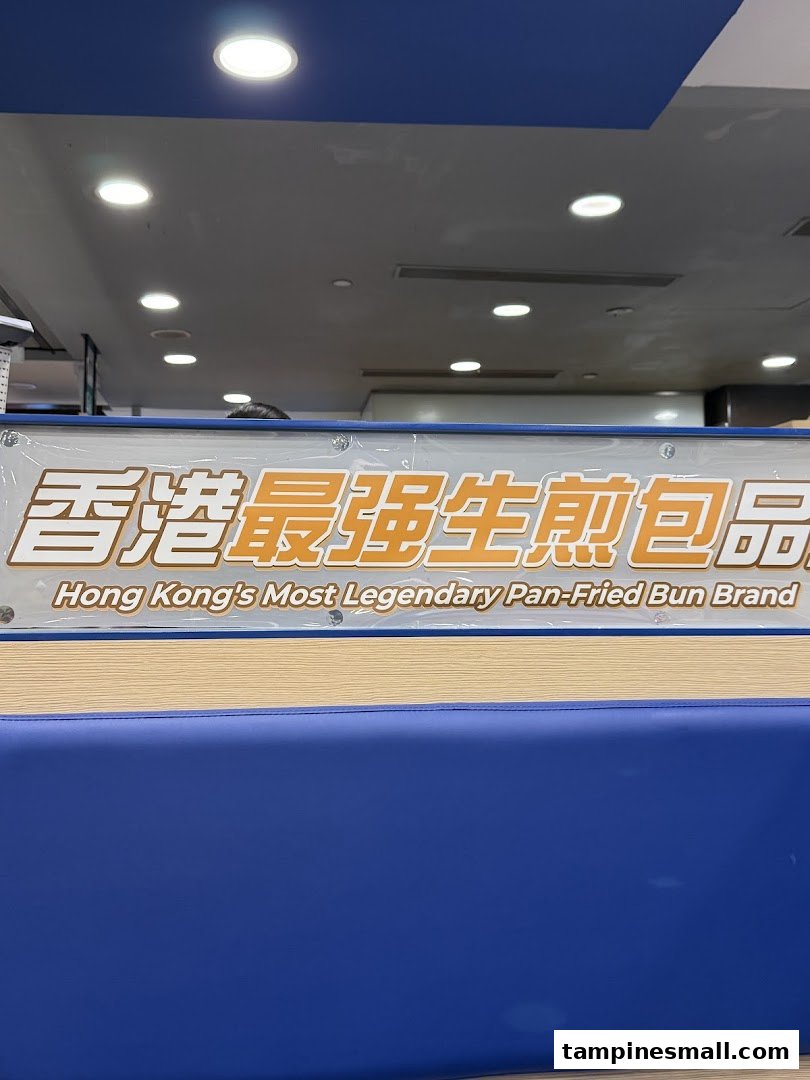 香港最强生煎包品
Hong Kong's Most Legendary Pan-Fried Bun Brand
tampinesmall.com